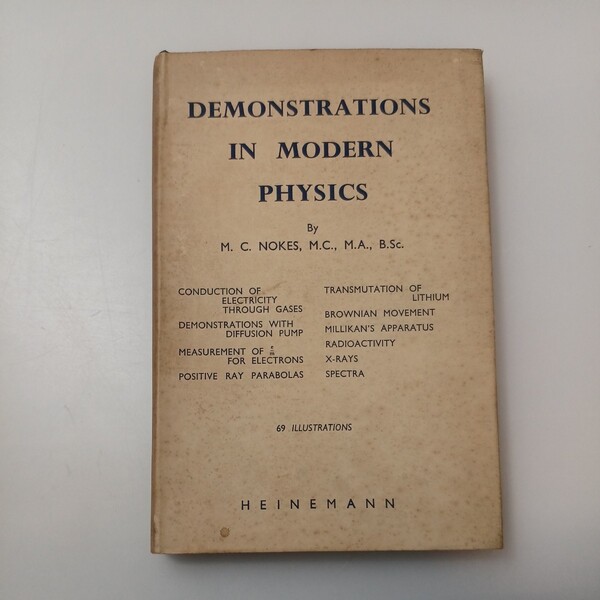 DEMONSTRATIONS
IN MODERN
PHYSICS
By
M. C. NOKES, M.C., M.A., B.Sc.
CONDUCTION OF
ELECTRICITY
THROUGH GASES
DEMONSTRATIONS WITH
DIFFUSION PUMP
MEASUREMENT OF e/m
FOR ELECTRONS
POSITIVE RAY PARABOLAS
TRANSMUTATION OF
LITHIUM
BROWNIAN MOVEMENT
MILLIKAN'S APPARATUS
RADIOACTIVITY
X-RAYS
SPECTRA
69 ILLUSTRATIONS
HEINEMANN